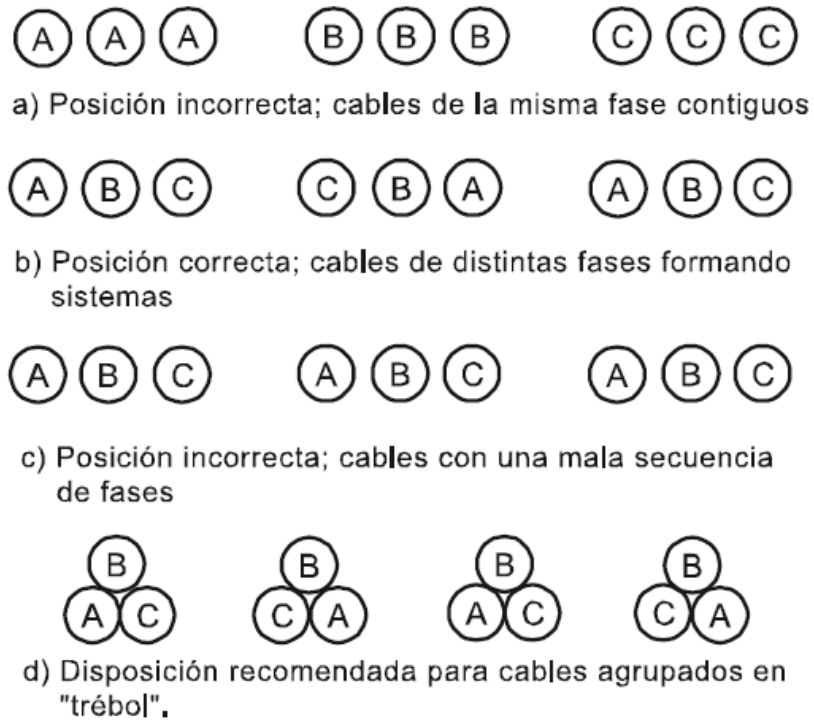 A A A B B B C C C
a) Posición incorrecta; cables de la misma fase contiguos
A B C C B A A B C
b) Posición correcta; cables de distintas fases formando
sistemas
A B C A B C A B C
c) Posición incorrecta; cables con una mala secuencia
de fases
B B B B
A C C A A C C A
d) Disposición recomendada para cables agrupados en
"trébol".